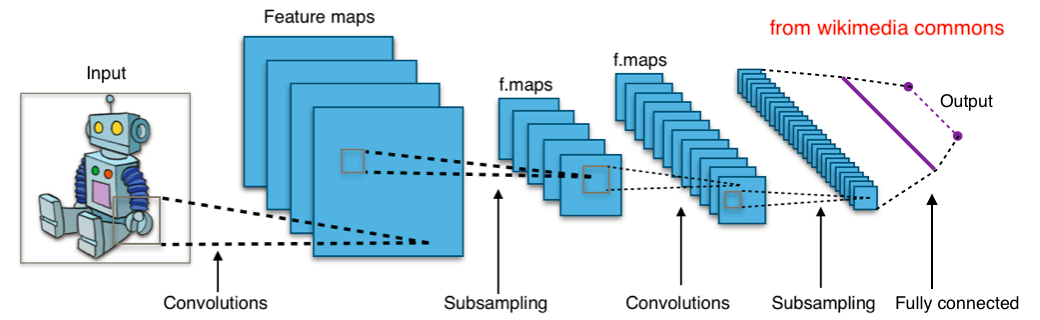 Feature maps
from wikimedia commons
f.maps
Input
f.maps
Output
Convolutions
Subsampling
Convolutions
Subsampling
Fully connected